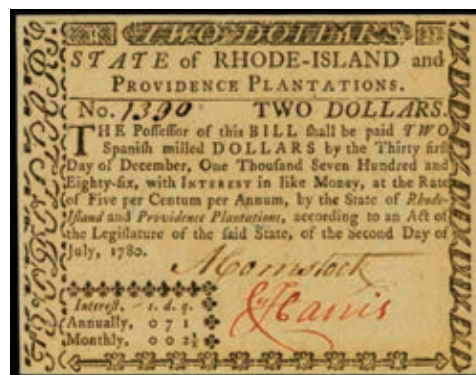 TWO DOLLARS
STATE of RHODE-ISLAND and
PROVIDENCE PLANTATIONS.
No. 1390 TWO DOLLARS.
THE Poſſeſſor of this BILL ſhall be paid TWO
Spaniſh milled DOLLARS by the Thirty firſt
Day of December, One Thouſand Seven Hundred and
Eighty-ſix, with INTEREST in like Money, at the Rate
of Five per Centum per Annum, by the State of Rhode-
Iſland and Providence Plantations, according to an Act of
the Legiſlature of the ſaid State, of the Second Day of
July, 1780.
A Comstock
Harris
Intereſt. s. d. q.
Annually, 0 7 1
Monthly, 0 0 2½